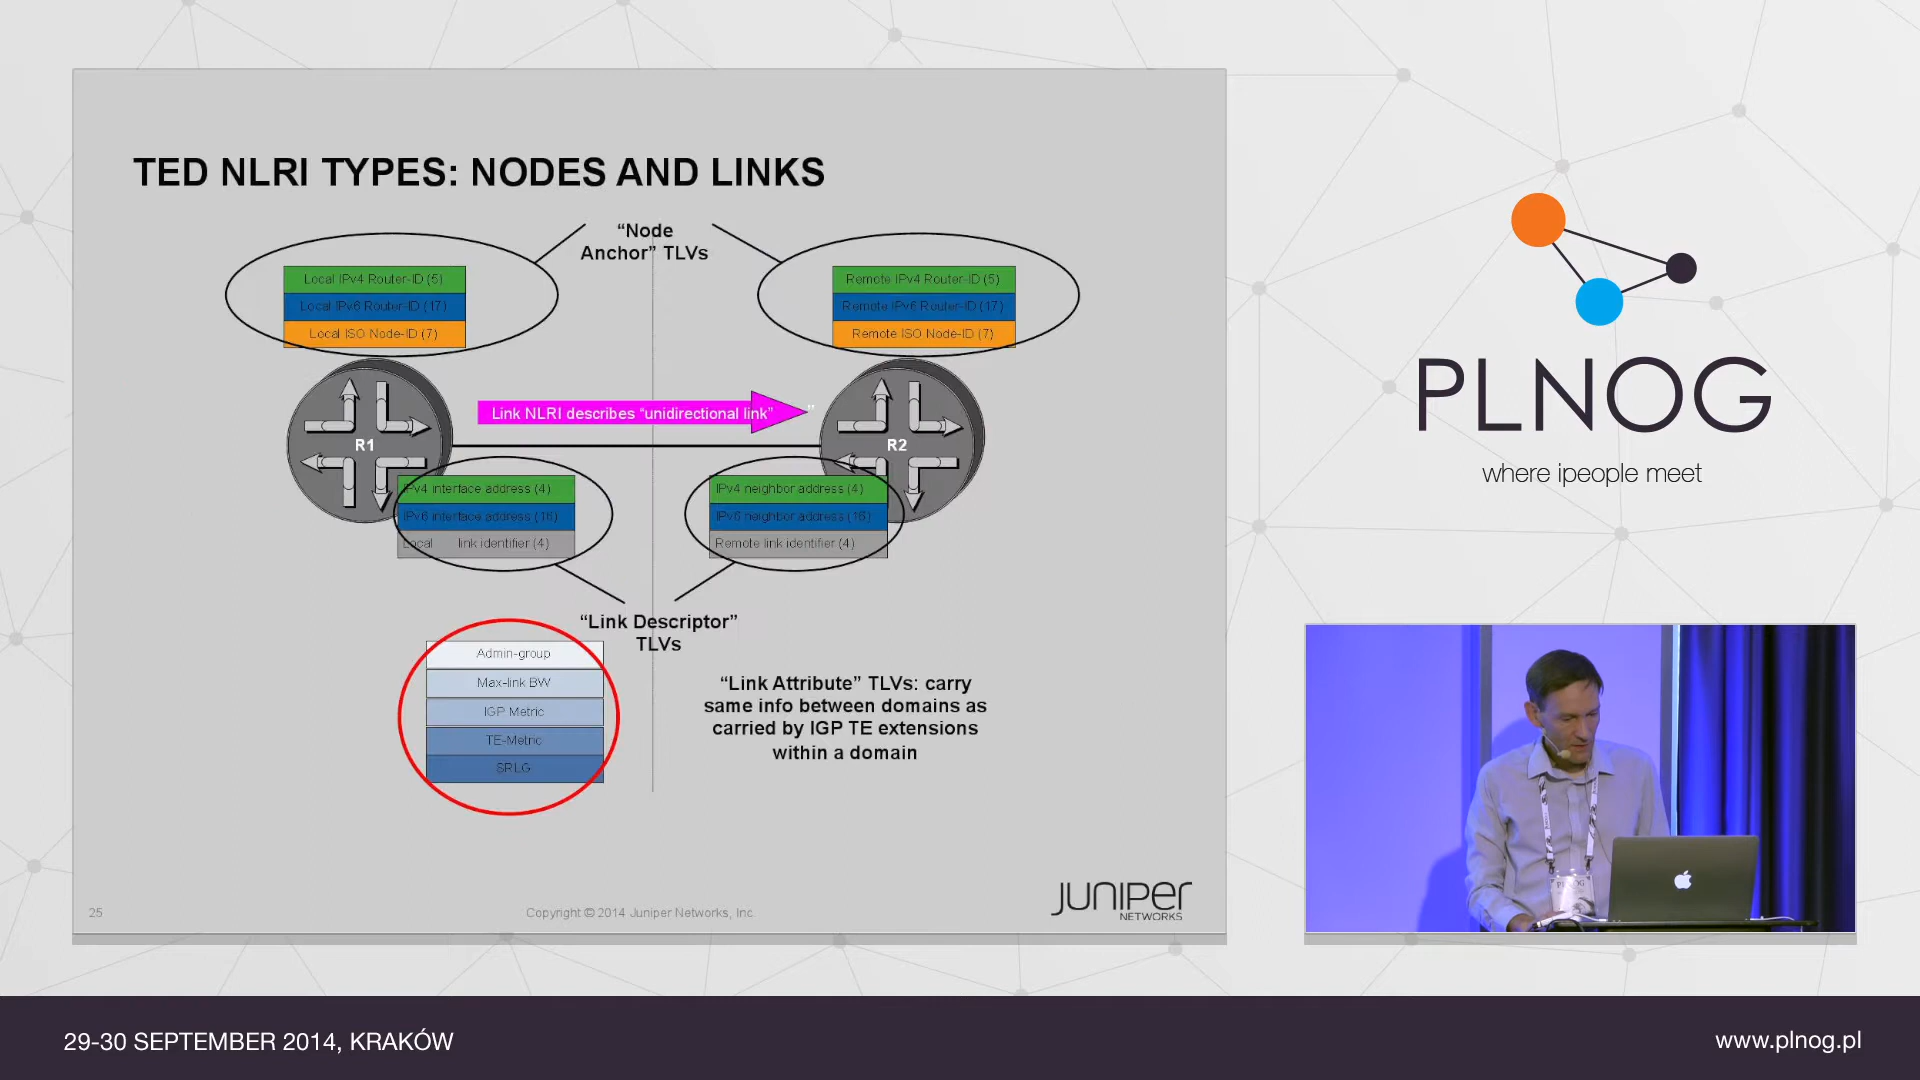 TED NLRI TYPES: NODES AND LINKS
“Node
Anchor” TLVs
Local IPv4 Router-ID (5)
Local IPv6 Router-ID (17)
Local ISO Node-ID (7)
Remote IPv4 Router-ID (5)
Remote IPv6 Router-ID (17)
Remote ISO Node-ID (7)
Link NLRI describes “unidirectional link”
”
R1
R2
IPv4 interface address (4)
IPv6 interface address (16)
Local link identifier (4)
IPv4 neighbor address (4)
IPv6 neighbor address (16)
Remote link identifier (4)
“Link Descriptor”
TLVs
Admin-group
Max-link BW
IGP Metric
TE-Metric
SRLG
“Link Attribute” TLVs: carry
same info between domains as
carried by IGP TE extensions
within a domain
25
Copyright © 2014 Juniper Networks, Inc.
JUNIPER
NETWORKS
PLNOG
where ipeople meet
PLNOG
29-30 SEPTEMBER 2014, KRAKÓW
www.plnog.pl